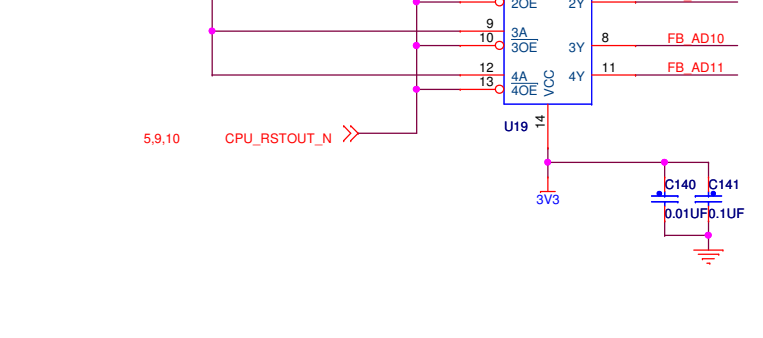 2OE 2Y
9 3A
10 3OE 3Y 8 FB_AD10
12 4A 4Y 11 FB_AD11
13 4OE VCC
U19 14
5,9,10 CPU_RSTOUT_N
3V3
C140 C141
0.01UF 0.1UF